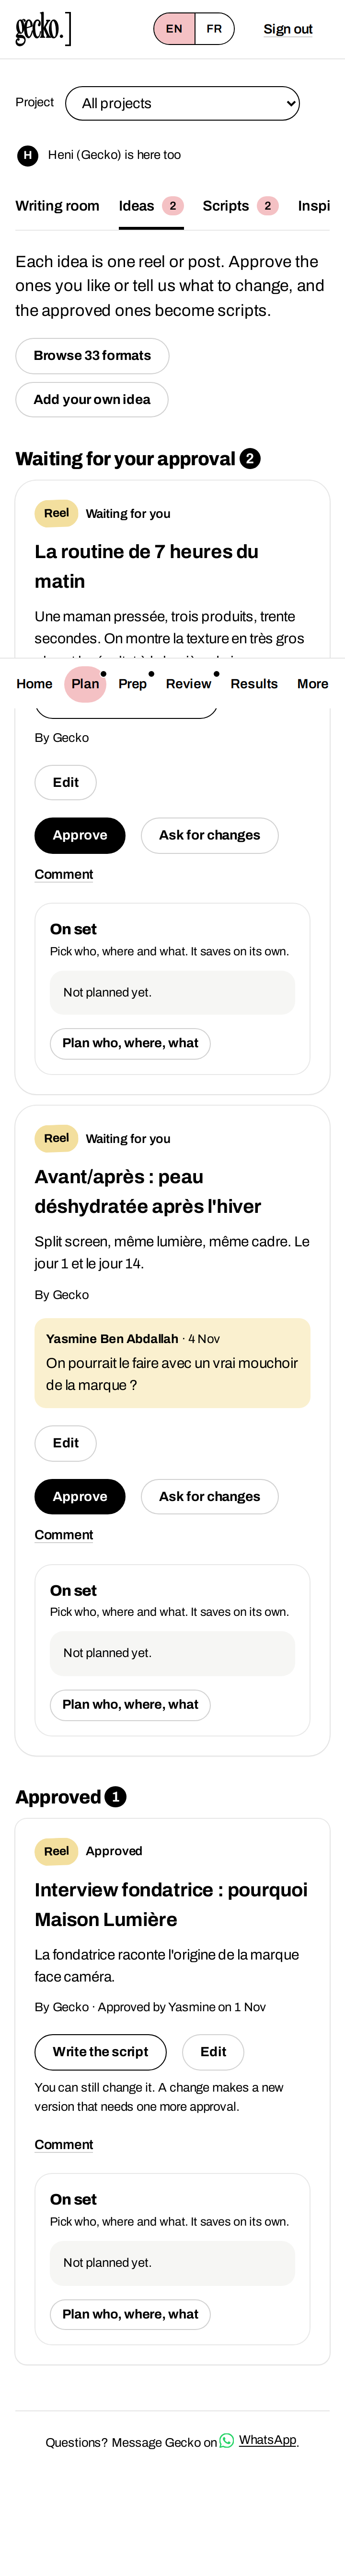 gecko.]
EN FR
Sign out
Project All projects
H Heni (Gecko) is here too
Writing room Ideas 2 Scripts 2 Inspi
Each idea is one reel or post. Approve the
ones you like or tell us what to change, and
the approved ones become scripts.
Browse 33 formats
Add your own idea
Waiting for your approval 2
Reel Waiting for you
La routine de 7 heures du
matin
Une maman pressée, trois produits, trente
secondes. On montre la texture en très gros
Home Plan Prep Review Results More
By Gecko
Edit
Approve Ask for changes
Comment
On set
Pick who, where and what. It saves on its own.
Not planned yet.
Plan who, where, what
Reel Waiting for you
Avant/après : peau
déshydratée après l'hiver
Split screen, même lumière, même cadre. Le
jour 1 et le jour 14.
By Gecko
Yasmine Ben Abdallah · 4 Nov
On pourrait le faire avec un vrai mouchoir
de la marque ?
Edit
Approve Ask for changes
Comment
On set
Pick who, where and what. It saves on its own.
Not planned yet.
Plan who, where, what
Approved 1
Reel Approved
Interview fondatrice : pourquoi
Maison Lumière
La fondatrice raconte l'origine de la marque
face caméra.
By Gecko · Approved by Yasmine on 1 Nov
Write the script Edit
You can still change it. A change makes a new
version that needs one more approval.
Comment
On set
Pick who, where and what. It saves on its own.
Not planned yet.
Plan who, where, what
Questions? Message Gecko on WhatsApp.